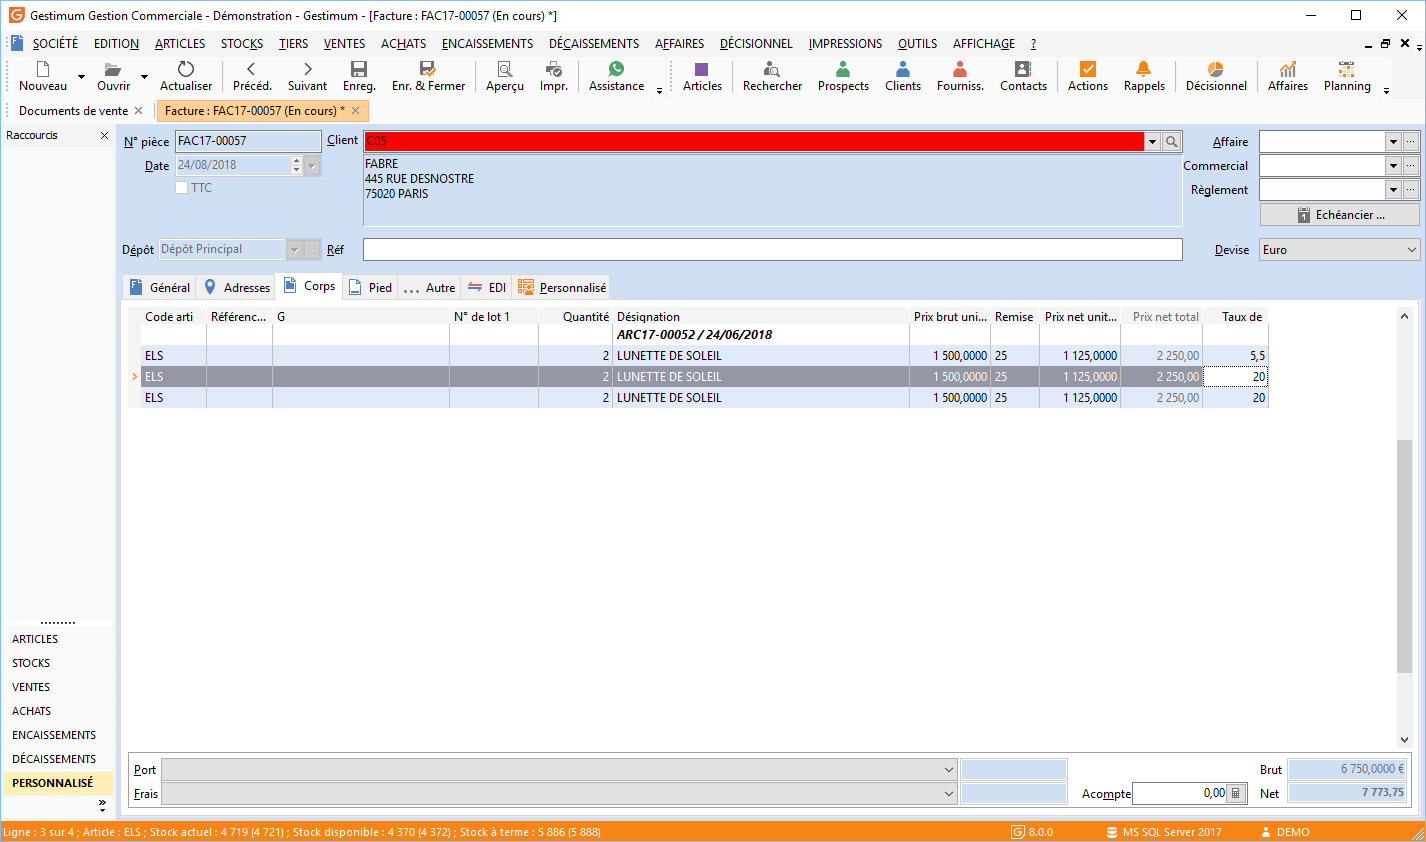 Gestimum Gestion Commerciale - Démonstration - Gestimum - [Facture : FAC17-00057 (En cours) *]
SOCIÉTÉ EDITION ARTICLES STOCKS TIERS VENTES ACHATS ENCAISSEMENTS DÉCAISSEMENTS AFFAIRES DÉCISIONNEL IMPRESSIONS OUTILS AFFICHAGE ?
Nouveau Ouvrir Actualiser Précéd. Suivant Enreg. Enr. & Fermer Aperçu Impr. Assistance Articles Rechercher Prospects Clients Fourniss. Contacts Actions Rappels Décisionnel Affaires Planning
Documents de vente Facture : FAC17-00057 (En cours) *
Raccourcis
N° pièce FAC17-00057 Client C05 Affaire
Date 24/08/2018 FABRE Commercial
445 RUE DESNOSTRE
TTC 75020 PARIS Règlement
Echéancier ...
Dépôt Dépôt Principal Réf Devise Euro
Général Adresses Corps Pied ... Autre EDI Personnalisé
Code arti Référenc... G N° de lot 1 Quantité Désignation Prix brut uni... Remise Prix net unit... Prix net total Taux de
ARC17-00052 / 24/06/2018
ELS 2 LUNETTE DE SOLEIL 1 500,0000 25 1 125,0000 2 250,00 5,5
ELS 2 LUNETTE DE SOLEIL 1 500,0000 25 1 125,0000 2 250,00 20
ELS 2 LUNETTE DE SOLEIL 1 500,0000 25 1 125,0000 2 250,00 20
ARTICLES
STOCKS
VENTES
ACHATS
ENCAISSEMENTS
DÉCAISSEMENTS
PERSONNALISÉ
Port Brut 6 750,0000 €
Frais Acompte 0,00 Net 7 773,75
Ligne : 3 sur 4 ; Article : ELS ; Stock actuel : 4 719 (4 721) ; Stock disponible : 4 370 (4 372) ; Stock à terme : 5 886 (5 888) 8.0.0 MS SQL Server 2017 DEMO